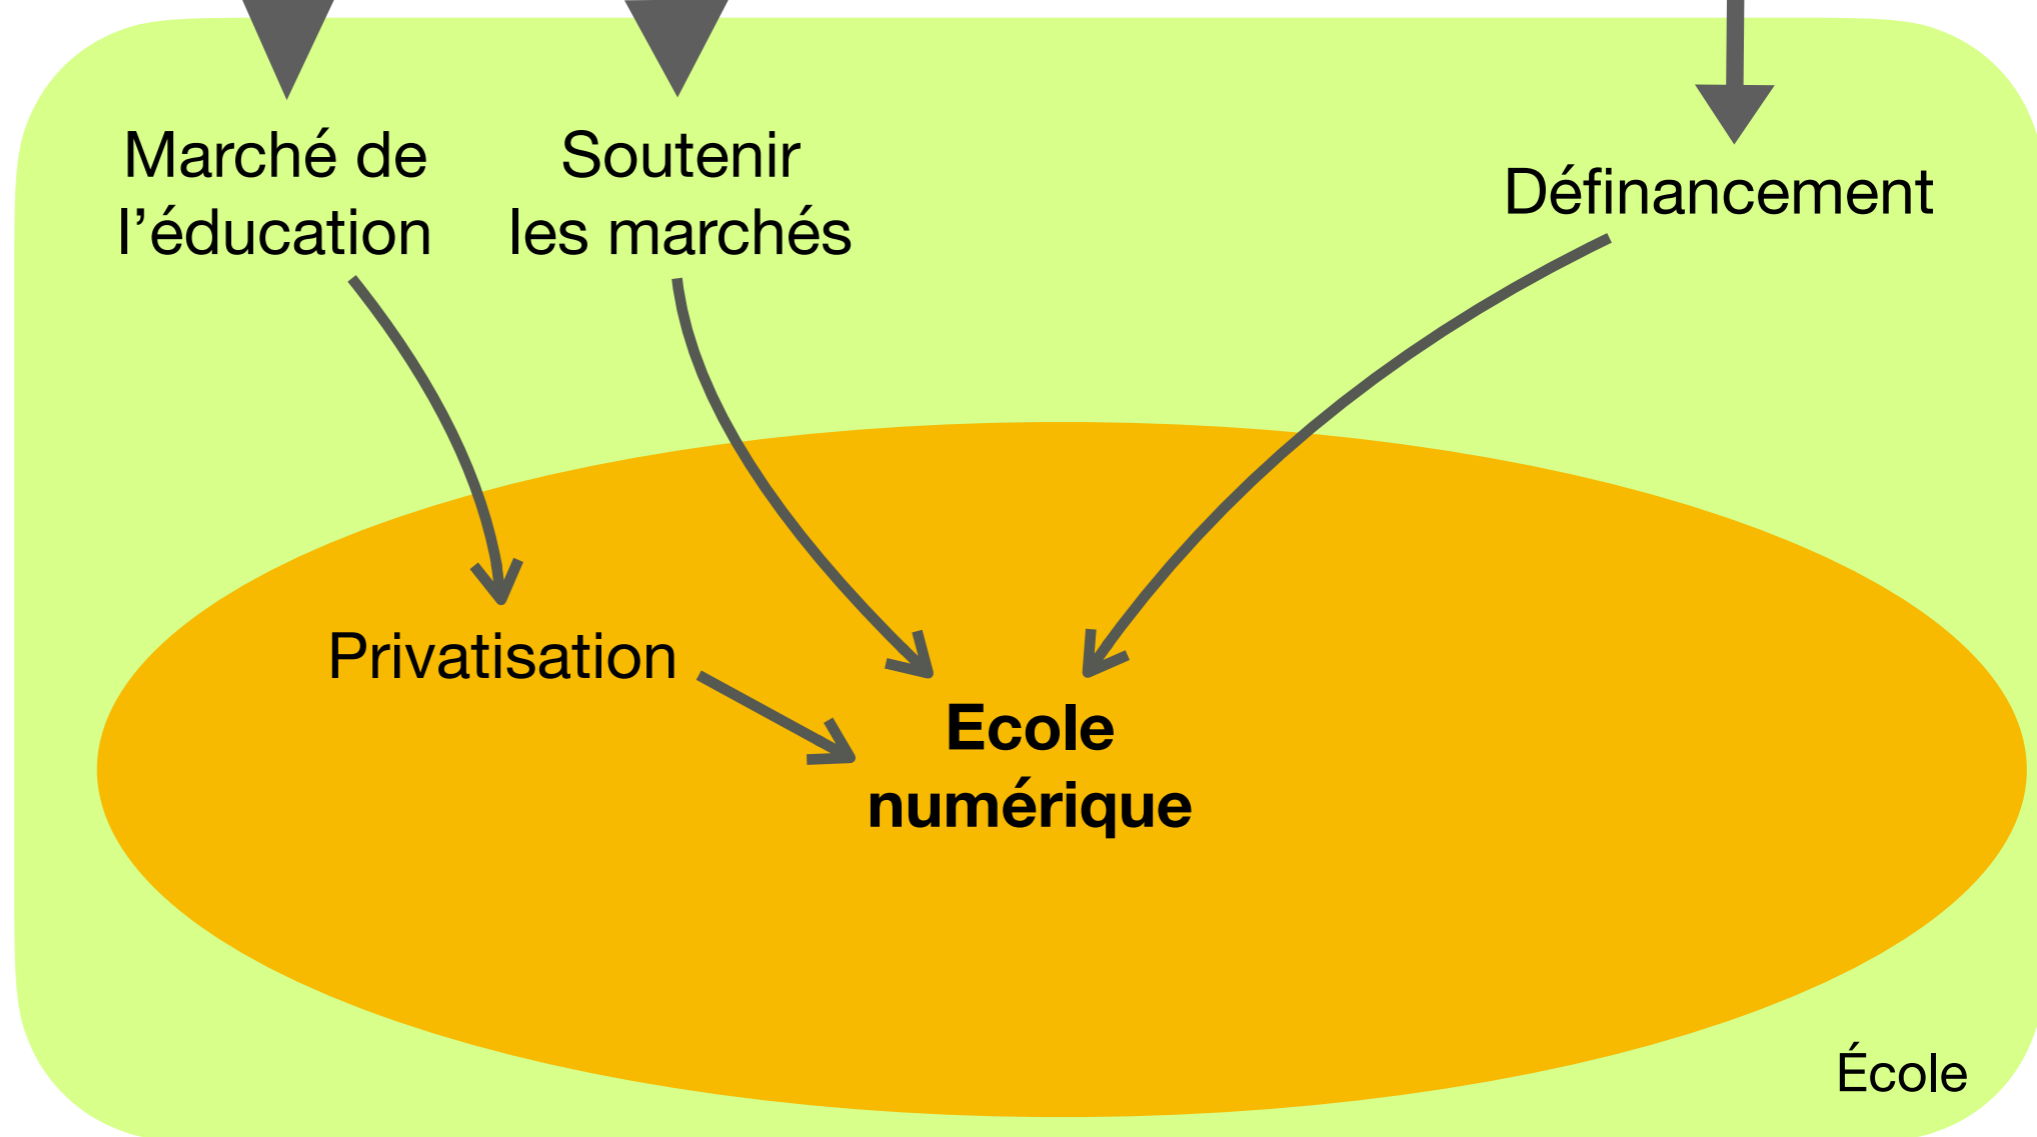 Marché de
l’éducation
Soutenir
les marchés
Définancement
Privatisation
Ecole
numérique
École